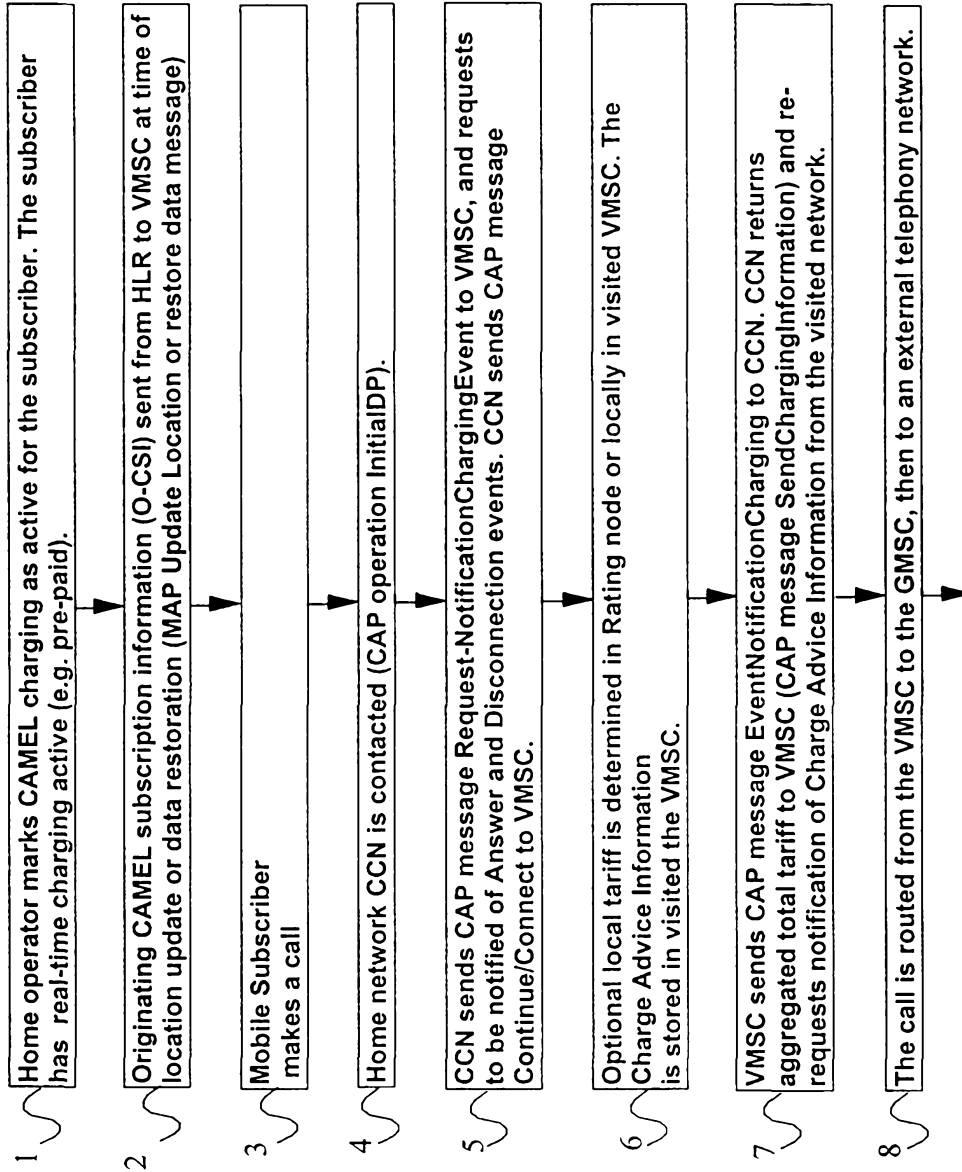 1
Home operator marks CAMEL charging as active for the subscriber. The subscriber
has real-time charging active (e.g. pre-paid).
2
Originating CAMEL subscription information (O-CSI) sent from HLR to VMSC at time of
location update or data restoration (MAP Update Location or restore data message)
3
Mobile Subscriber
makes a call
4
Home network CCN is contacted (CAP operation InitialDP).
5
CCN sends CAP message Request-NotificationChargingEvent to VMSC, and requests
to be notified of Answer and Disconnection events. CCN sends CAP message
Continue/Connect to VMSC.
6
Optional local tariff is determined in Rating node or locally in visited VMSC. The
Charge Advice Information
is stored in visited the VMSC.
7
VMSC sends CAP message EventNotificationCharging to CCN. CCN returns
aggregated total tariff to VMSC (CAP message SendChargingInformation) and re-
requests notification of Charge Advice Information from the visited network.
8
The call is routed from the VMSC to the GMSC, then to an external telephony network.